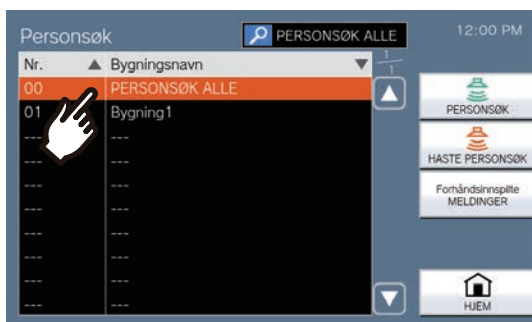 Personsøk
PERSONSØK ALLE
12:00 PM
Nr. ▲ Bygningsnavn ▼
1/1
00 PERSONSØK ALLE
01 Bygning1
--- ---
--- ---
--- ---
--- ---
--- ---
--- ---
--- ---
--- ---
PERSONSØK
HASTE PERSONSØK
Forhåndsinnspilte
MELDINGER
HJEM